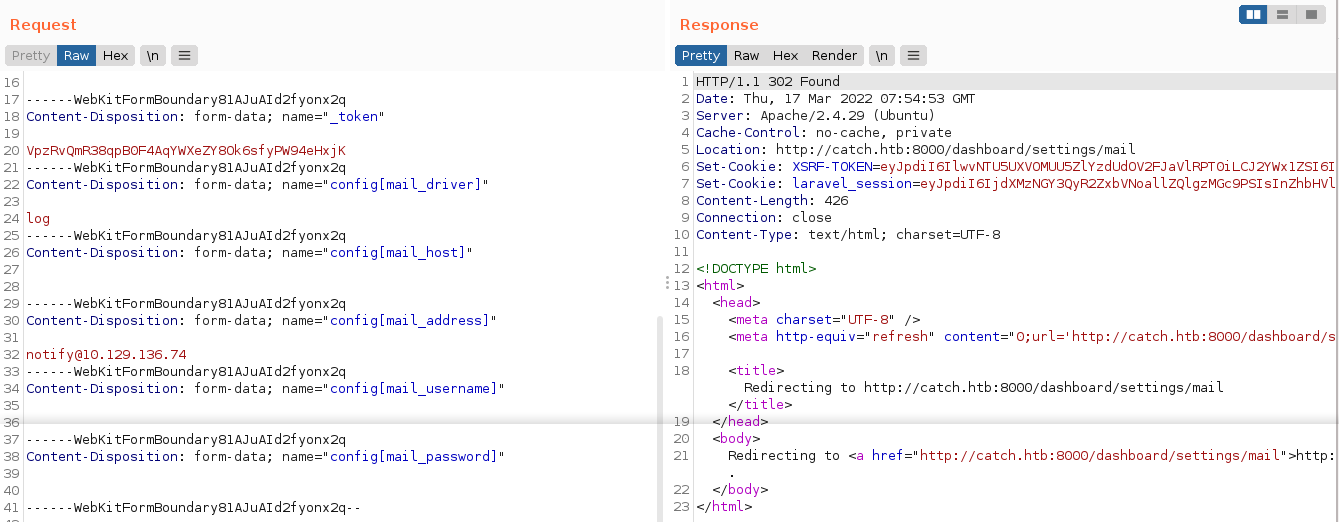 Request
Pretty Raw Hex \n
16
17 ------WebKitFormBoundary81AJuAId2fyonx2q
18 Content-Disposition: form-data; name="_token"
19
20 VpzRvQmR38qpB0F4AqYWXeZY8Ok6sfyPW94eHxjK
21 ------WebKitFormBoundary81AJuAId2fyonx2q
22 Content-Disposition: form-data; name="config[mail_driver]"
23
24 log
25 ------WebKitFormBoundary81AJuAId2fyonx2q
26 Content-Disposition: form-data; name="config[mail_host]"
27
28
29 ------WebKitFormBoundary81AJuAId2fyonx2q
30 Content-Disposition: form-data; name="config[mail_address]"
31
32 notify@10.129.136.74
33 ------WebKitFormBoundary81AJuAId2fyonx2q
34 Content-Disposition: form-data; name="config[mail_username]"
35
36
37 ------WebKitFormBoundary81AJuAId2fyonx2q
38 Content-Disposition: form-data; name="config[mail_password]"
39
40
41 ------WebKitFormBoundary81AJuAId2fyonx2q--
Response
Pretty Raw Hex Render \n
1 HTTP/1.1 302 Found
2 Date: Thu, 17 Mar 2022 07:54:53 GMT
3 Server: Apache/2.4.29 (Ubuntu)
4 Cache-Control: no-cache, private
5 Location: http://catch.htb:8000/dashboard/settings/mail
6 Set-Cookie: XSRF-TOKEN=eyJpdiI6IlwvNTU5UXVOMUU5ZlYzdUdOV2FJaVlRPT0iLCJ2YWx1ZSI6I
7 Set-Cookie: laravel_session=eyJpdiI6IjdXMzNGY3QyR2ZxbVNoallZQlgzMGc9PSIsInZhbHVl
8 Content-Length: 426
9 Connection: close
10 Content-Type: text/html; charset=UTF-8
11
12 <!DOCTYPE html>
13 <html>
14 <head>
15 <meta charset="UTF-8" />
16 <meta http-equiv="refresh" content="0;url='http://catch.htb:8000/dashboard/s
17
18 <title>
Redirecting to http://catch.htb:8000/dashboard/settings/mail
</title>
19 </head>
20 <body>
21 Redirecting to <a href="http://catch.htb:8000/dashboard/settings/mail">http:
.
22 </body>
23 </html>